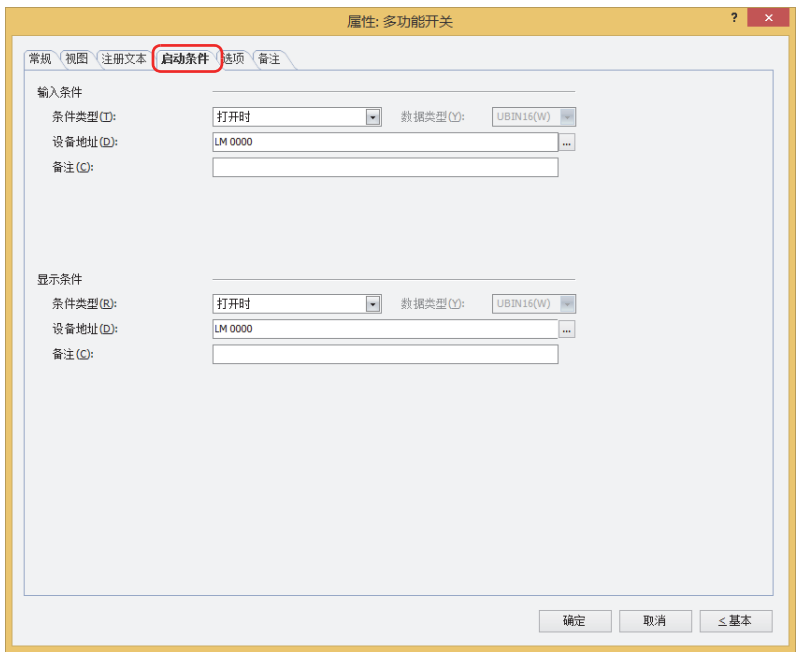 属性: 多功能开关 ? ×
常规 视图 注册文本 启动条件 选项 备注
输入条件
条件类型(T): 打开时 数据类型(Y): UBIN16(W)
设备地址(D): LM 0000 ...
备注(C):
显示条件
条件类型(R): 打开时 数据类型(Y): UBIN16(W)
设备地址(D): LM 0000 ...
备注(C):
确定 取消 <基本